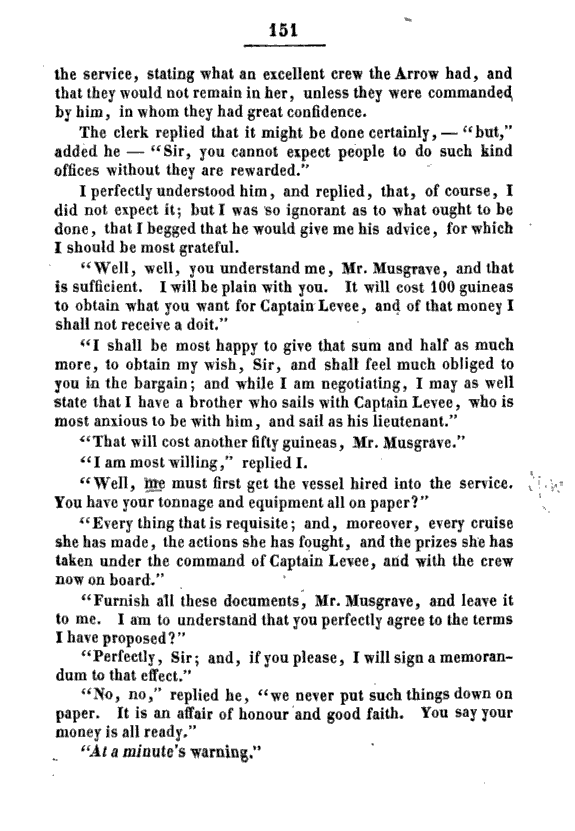 151
the service, stating what an excellent crew the Arrow had, and
that they would not remain in her, unless they were commanded
by him, in whom they had great confidence.
The clerk replied that it might be done certainly, — “but,”
added he — “Sir, you cannot expect people to do such kind
offices without they are rewarded.”
I perfectly understood him, and replied, that, of course, I
did not expect it; but I was so ignorant as to what ought to be
done, that I begged that he would give me his advice, for which
I should be most grateful.
“Well, well, you understand me, Mr. Musgrave, and that
is sufficient. I will be plain with you. It will cost 100 guineas
to obtain what you want for Captain Levee, and of that money I
shall not receive a doit.”
“I shall be most happy to give that sum and half as much
more, to obtain my wish, Sir, and shall feel much obliged to
you in the bargain; and while I am negotiating, I may as well
state that I have a brother who sails with Captain Levee, who is
most anxious to be with him, and sail as his lieutenant.”
“That will cost another fifty guineas, Mr. Musgrave.”
“I am most willing,” replied I.
“Well, me must first get the vessel hired into the service.
You have your tonnage and equipment all on paper?”
“Every thing that is requisite; and, moreover, every cruise
she has made, the actions she has fought, and the prizes she has
taken under the command of Captain Levee, and with the crew
now on board.”
“Furnish all these documents, Mr. Musgrave, and leave it
to me. I am to understand that you perfectly agree to the terms
I have proposed?”
“Perfectly, Sir; and, if you please, I will sign a memoran-
dum to that effect.”
“No, no,” replied he, “we never put such things down on
paper. It is an affair of honour and good faith. You say your
money is all ready.”
“At a minute's warning.”